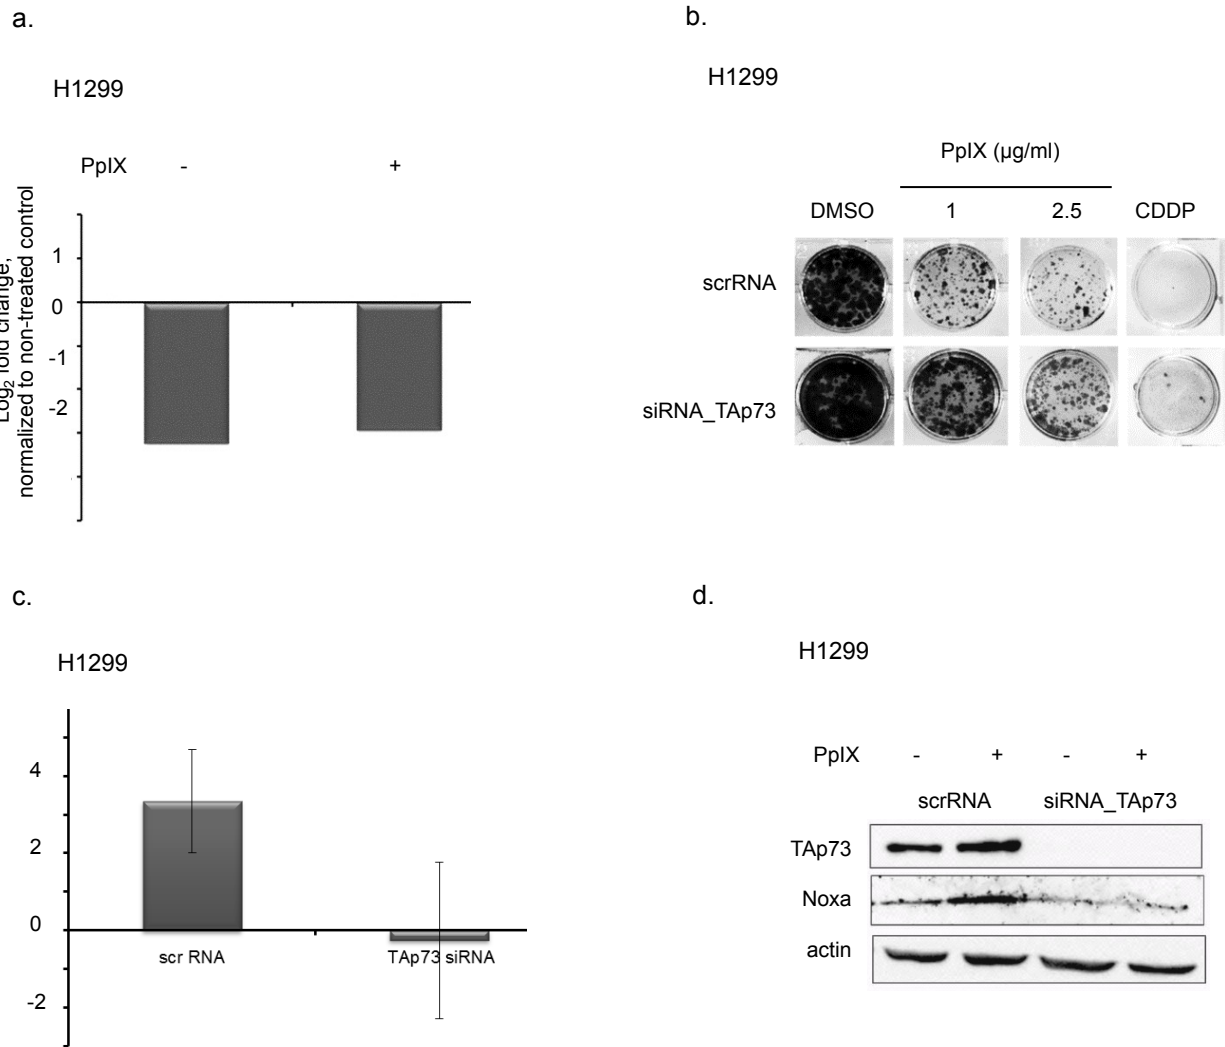 a.
H1299
PpIX - +
Log2 fold change,
normalized to non-treated control
1
0
-1
-2
b.
H1299
PpIX (µg/ml)
DMSO 1 2.5 CDDP
scrRNA
siRNA_TAp73
c.
H1299
4
2
0
-2
scr RNA TAp73 siRNA
d.
H1299
PpIX - + - +
scrRNA siRNA_TAp73
TAp73
Noxa
actin